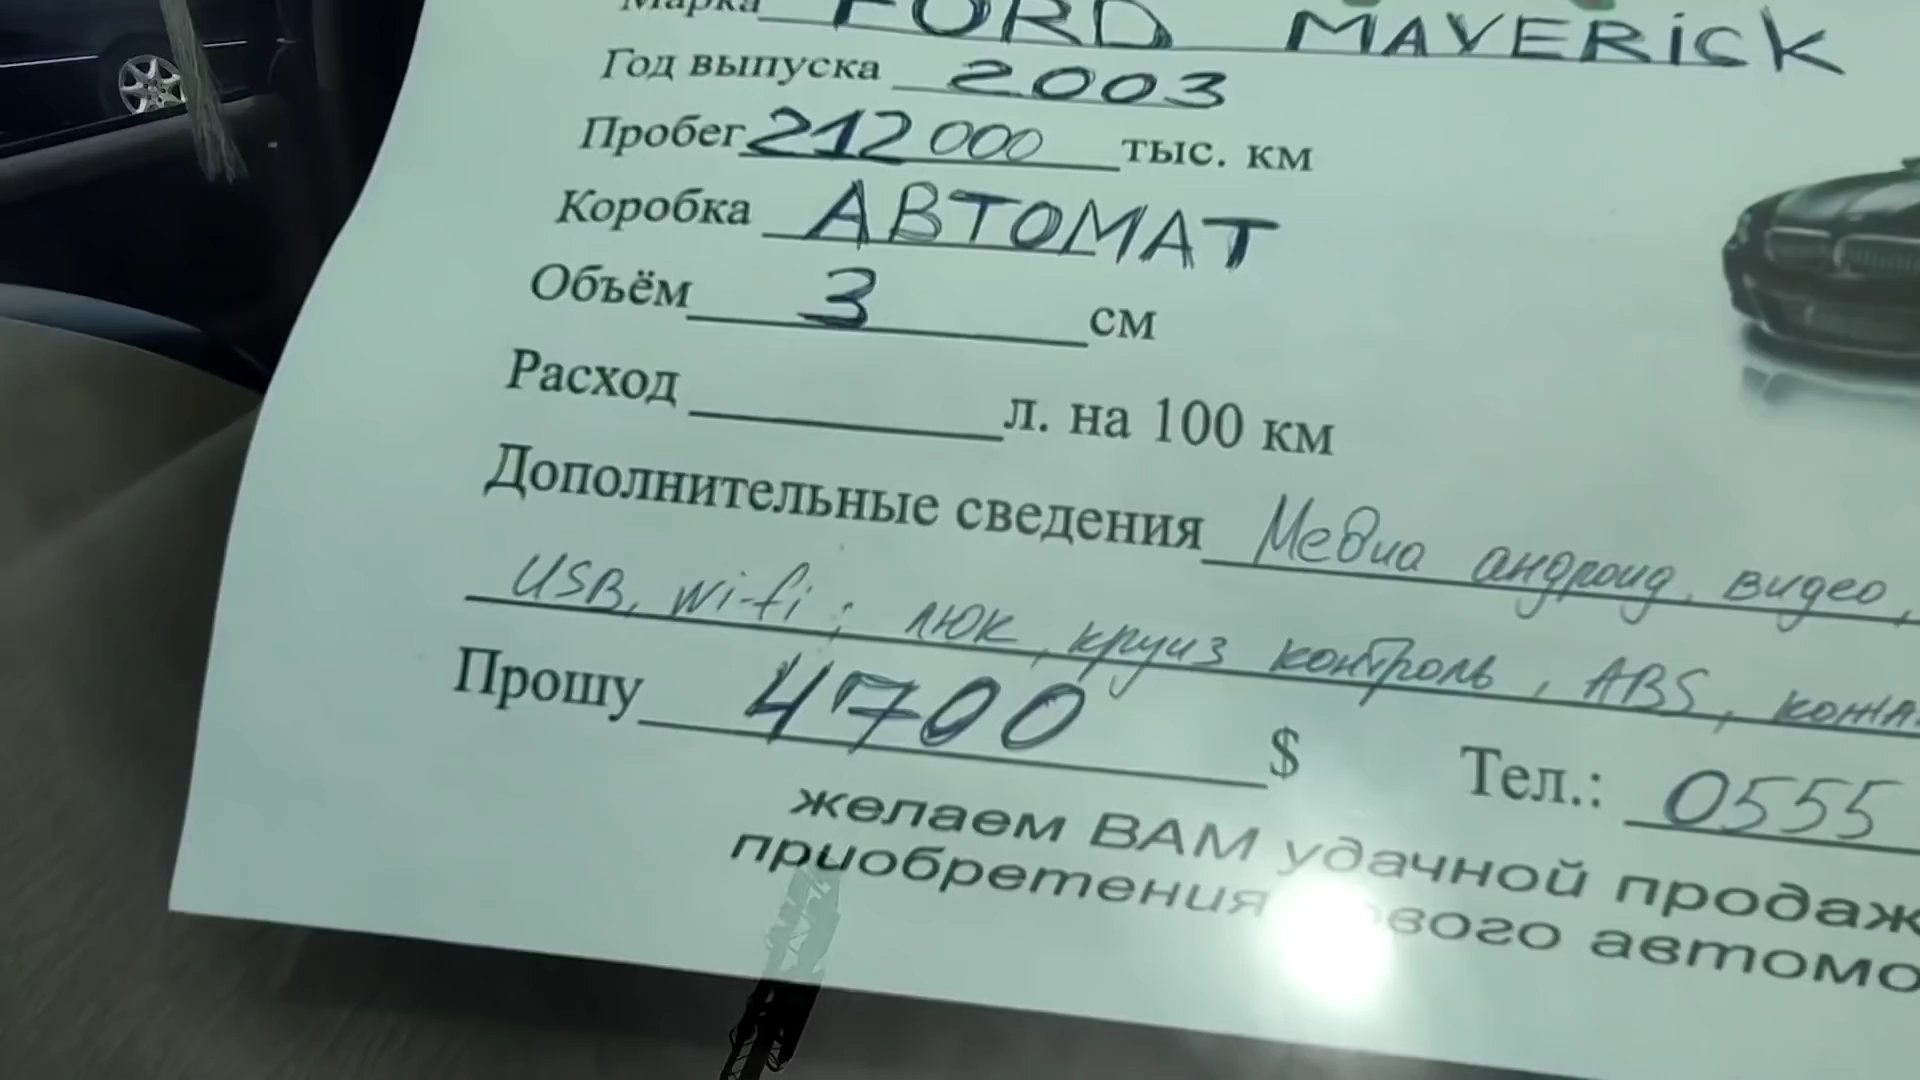 Марка FORD MAVERiCK
Год выпуска 2003
Пробег 212 000 тыс. км
Коробка АВТОМАТ
Объём 3 см
Расход л. на 100 км
Дополнительные сведения Медиа андроид, видео,
USB, Wi-fi; люк, круиз контроль, ABS, кожа
Прошу 4700 $ Тел.: 0555
желаем ВАМ удачной продаж
приобретения автомо